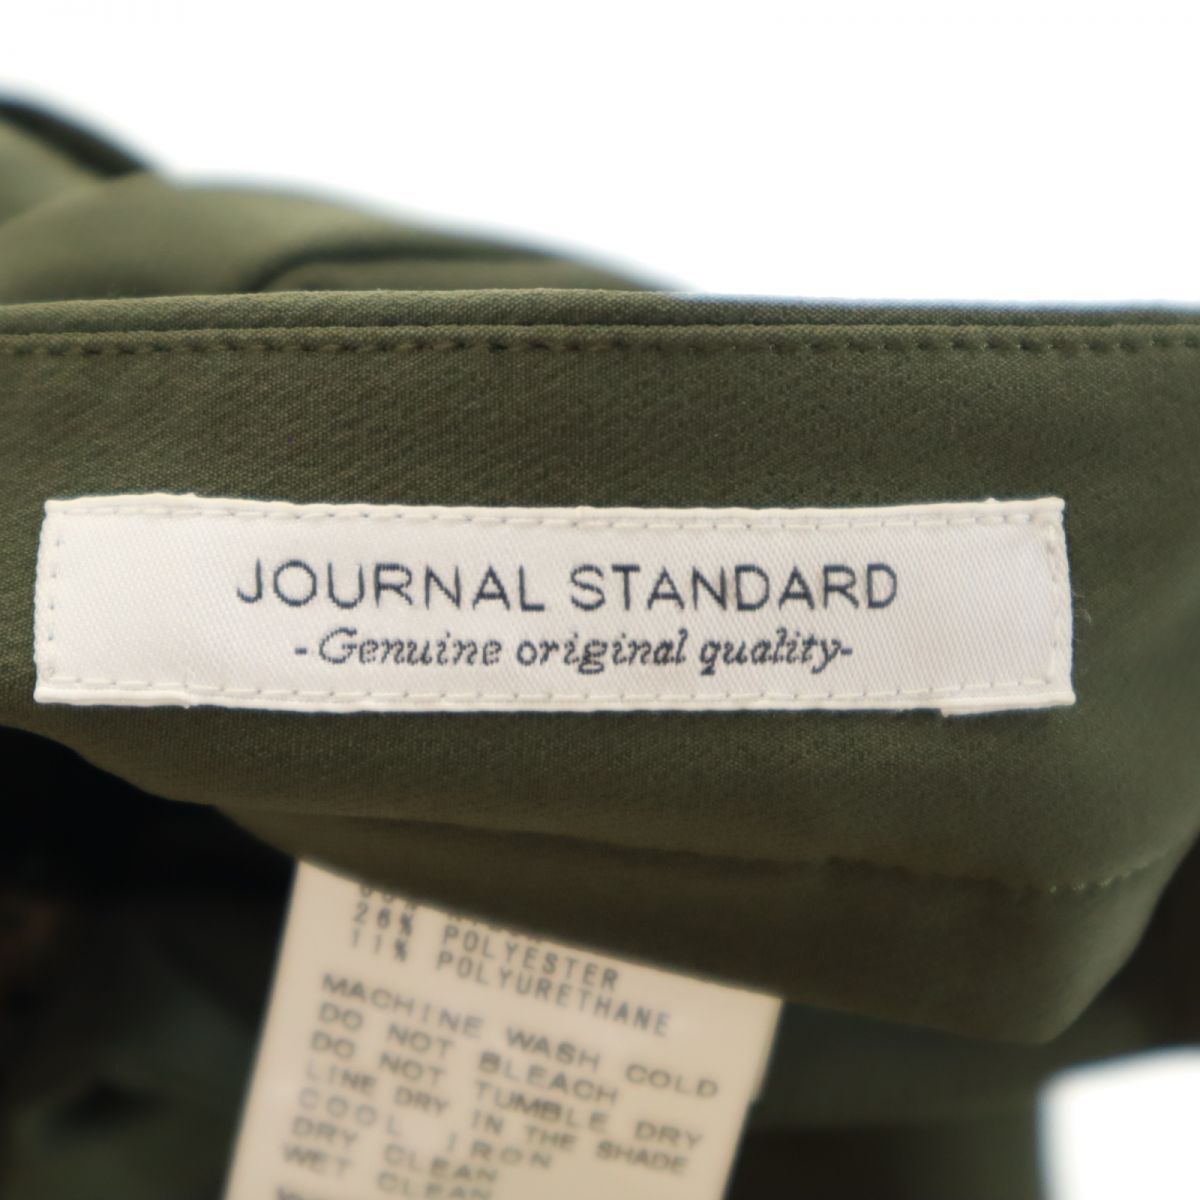 JOURNAL STANDARD
-Genuine original quality-
26% POLYESTER
11% POLYURETHANE
MACHINE WASH COLD
DO NOT BLEACH
DO NOT TUMBLE DRY
LINE DRY IN THE SHADE
COOL IRON
DRY CLEAN
WET CLEAN